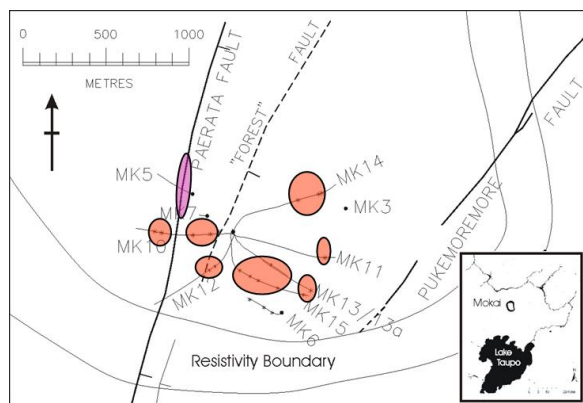 0 500 1000
METRES
PAERATA FAULT
"FOREST"
FAULT
MK14
MK5
MK3
MK7
MK10
MK11
MK12
MK13
MK15
MK6
13a
PUKEMOREMORE
FAULT
Resistivity Boundary
Mokai
Lake
Taupo